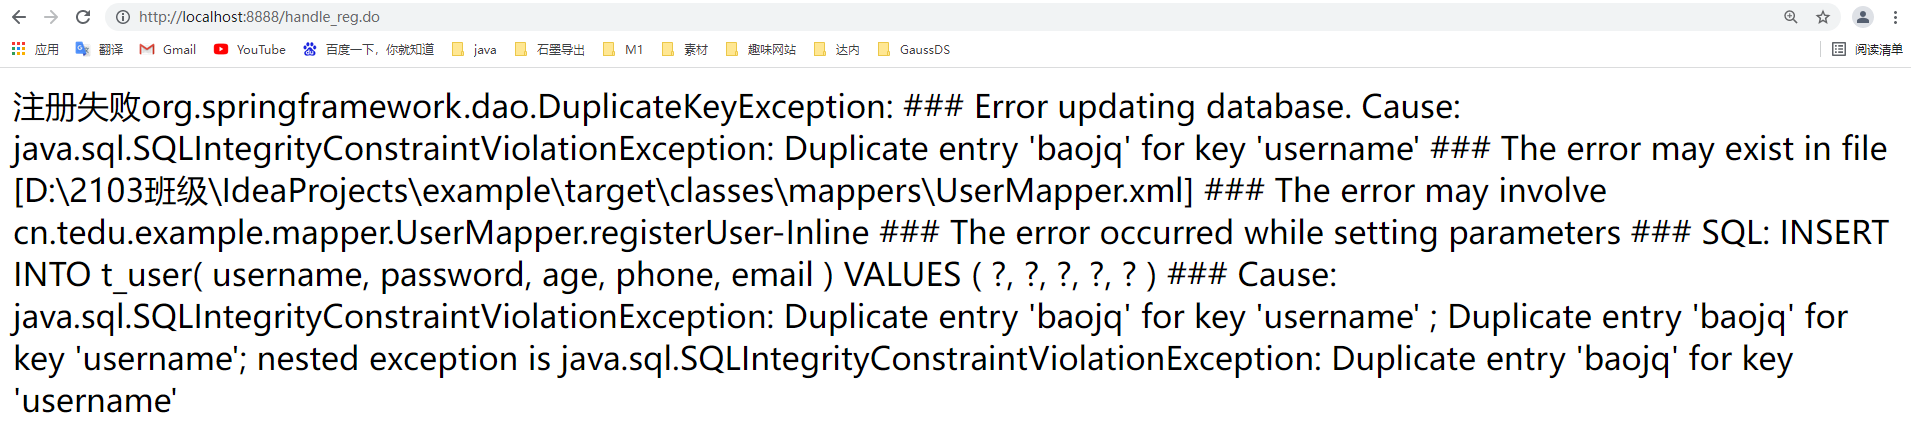 http://localhost:8888/handle_reg.do
应用 翻译 Gmail YouTube 百度一下，你就知道 java 石墨导出 M1 素材 趣味网站 达内 GaussDS 阅读清单
注册失败org.springframework.dao.DuplicateKeyException: ### Error updating database. Cause:
java.sql.SQLIntegrityConstraintViolationException: Duplicate entry 'baojq' for key 'username' ### The error may exist in file
[D:\2103班级\IdeaProjects\example\target\classes\mappers\UserMapper.xml] ### The error may involve
cn.tedu.example.mapper.UserMapper.registerUser-Inline ### The error occurred while setting parameters ### SQL: INSERT
INTO t_user( username, password, age, phone, email ) VALUES ( ?, ?, ?, ?, ? ) ### Cause:
java.sql.SQLIntegrityConstraintViolationException: Duplicate entry 'baojq' for key 'username' ; Duplicate entry 'baojq' for
key 'username'; nested exception is java.sql.SQLIntegrityConstraintViolationException: Duplicate entry 'baojq' for key
'username'